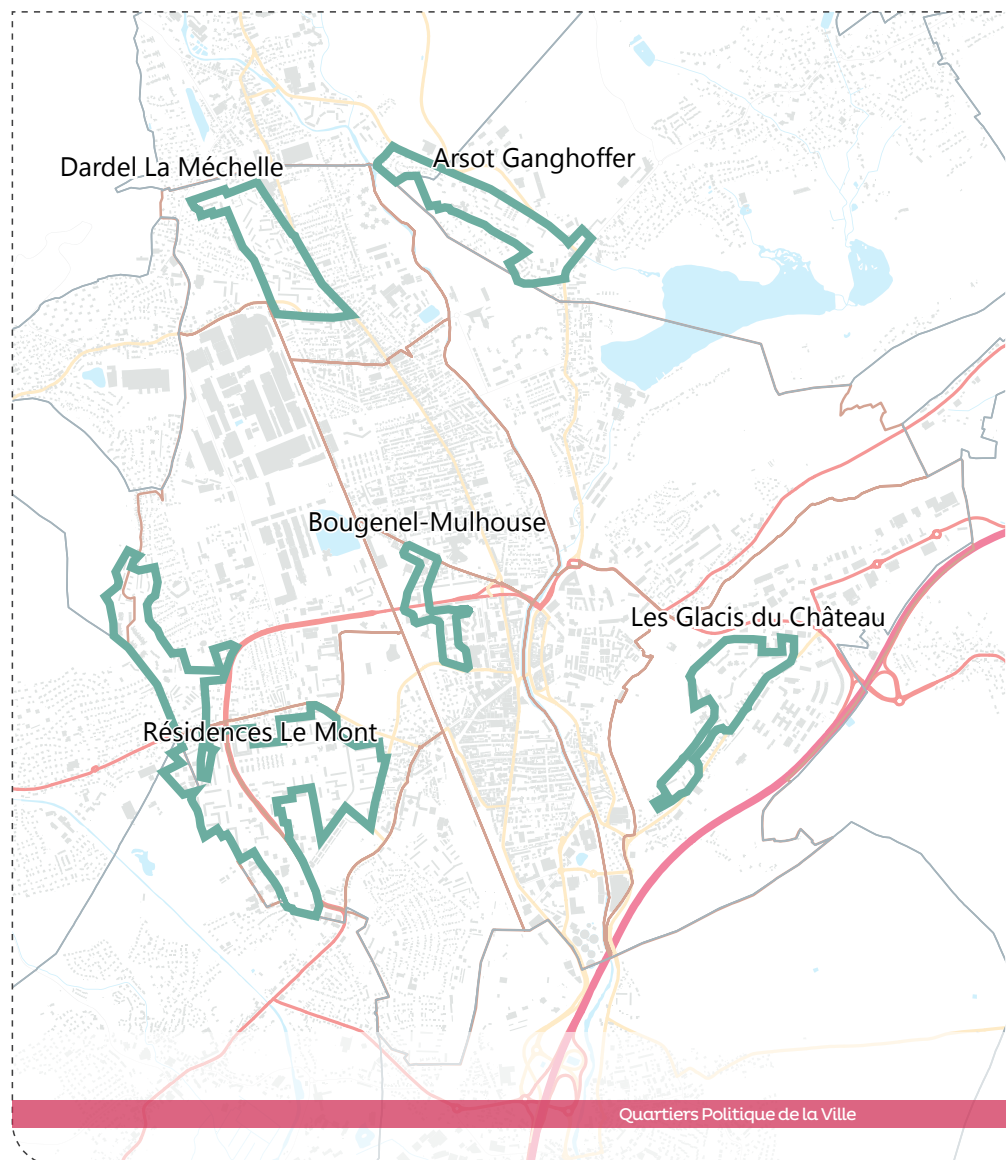 Dardel La Méchelle
Arsot Ganghoffer
Bougenel-Mulhouse
Les Glacis du Château
Résidences Le Mont
Quartiers Politique de la Ville